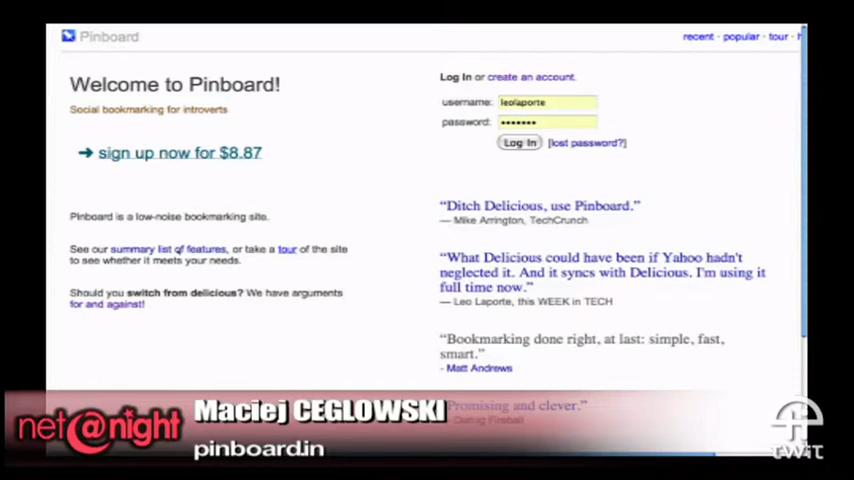 Pinboard
recent · popular · tour ·
Welcome to Pinboard!
Social bookmarking for introverts
→ sign up now for $8.87
Pinboard is a low-noise bookmarking site.
See our summary list of features, or take a tour of the site
to see whether it meets your needs.
Should you switch from delicious? We have arguments
for and against!
Log In or create an account.
username: leolaporte
password: •••••••
Log In [lost password?]
“Ditch Delicious, use Pinboard.”
— Mike Arrington, TechCrunch
“What Delicious could have been if Yahoo hadn't
neglected it. And it syncs with Delicious. I'm using it
full time now.”
— Leo Laporte, this WEEK in TECH
“Bookmarking done right, at last: simple, fast,
smart.”
- Matt Andrews
“Promising and clever.”
Fireball
net@night
Maciej CEGLOWSKI
pinboard.in
TWiT